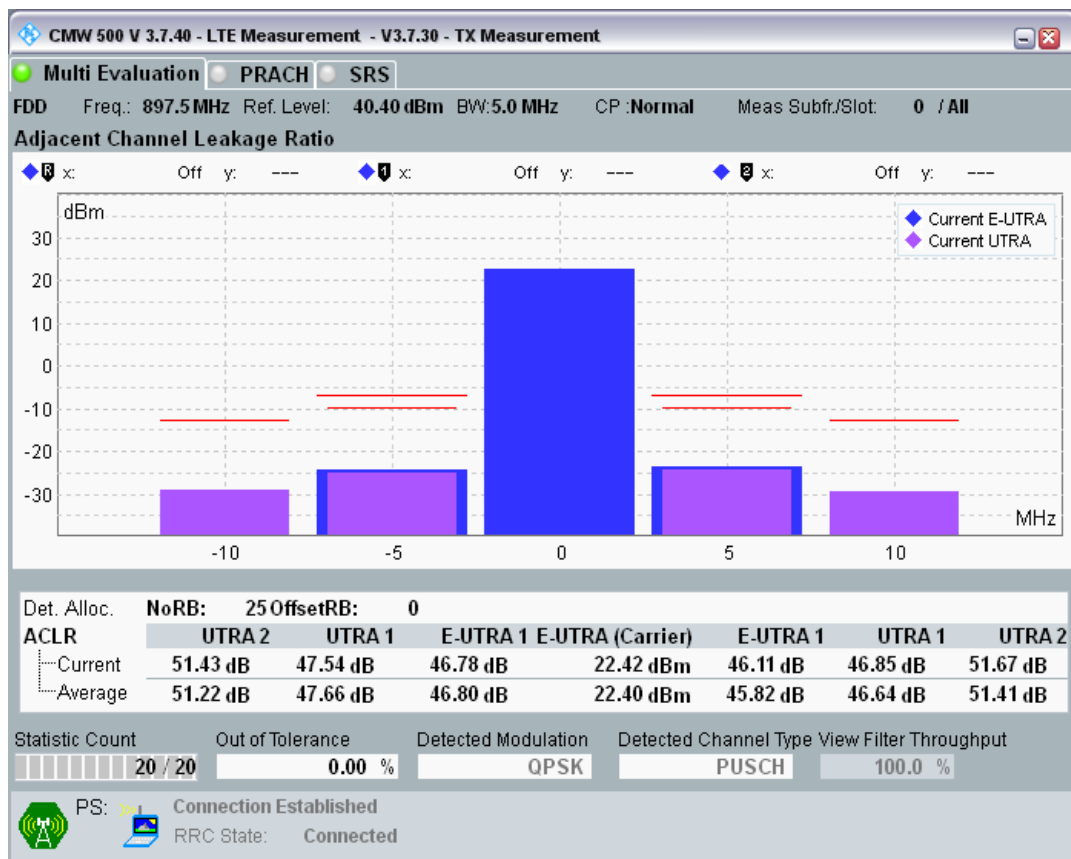 CMW 500 V 3.7.40 - LTE Measurement - V3.7.30 - TX Measurement
Multi Evaluation PRACH SRS
FDD Freq.: 897.5 MHz Ref. Level: 40.40 dBm BW:5.0 MHz CP :Normal Meas Subfr./Slot: 0 / All
Adjacent Channel Leakage Ratio
R x: Off y: --- 1 x: Off y: --- 2 x: Off y: ---
dBm
Current E-UTRA
Current UTRA
30
20
10
0
-10
-20
-30
MHz
-10 -5 0 5 10
Det. Alloc. NoRB: 25 OffsetRB: 0
ACLR UTRA 2 UTRA 1 E-UTRA 1 E-UTRA (Carrier) E-UTRA 1 UTRA 1 UTRA 2
Current 51.43 dB 47.54 dB 46.78 dB 22.42 dBm 46.11 dB 46.85 dB 51.67 dB
Average 51.22 dB 47.66 dB 46.80 dB 22.40 dBm 45.82 dB 46.64 dB 51.41 dB
Statistic Count Out of Tolerance Detected Modulation Detected Channel Type View Filter Throughput
20 / 20 0.00 % QPSK PUSCH 100.0 %
PS: Connection Established
RRC State: Connected